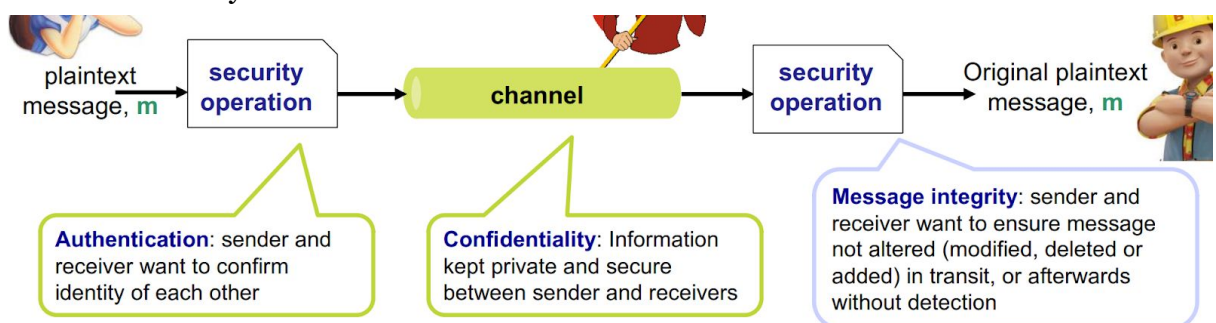 plaintext
message, m
security
operation
channel
security
operation
Original plaintext
message, m
Authentication: sender and
receiver want to confirm
identity of each other
Confidentiality: Information
kept private and secure
between sender and receivers
Message integrity: sender and
receiver want to ensure message
not altered (modified, deleted or
added) in transit, or afterwards
without detection